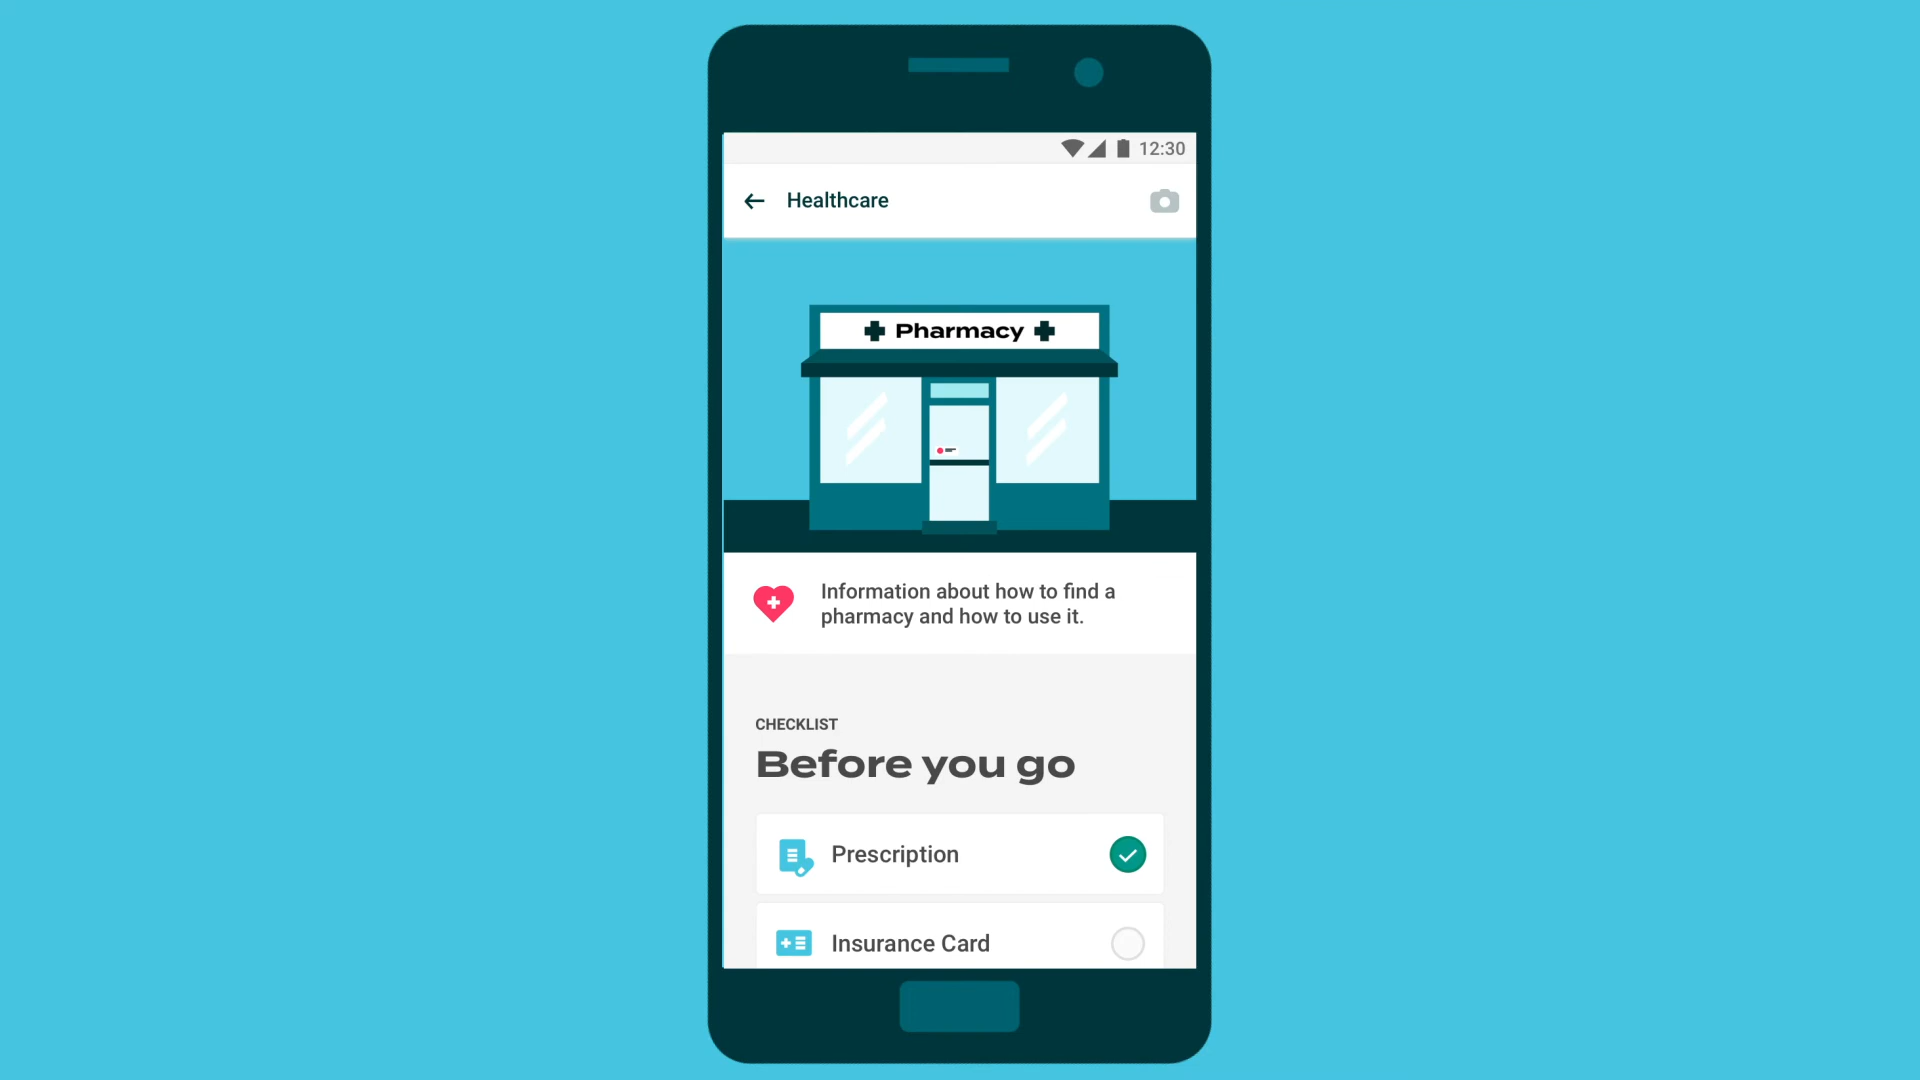 12:30
Healthcare
Pharmacy
Information about how to find a
pharmacy and how to use it.
CHECKLIST
Before you go
Prescription
Insurance Card